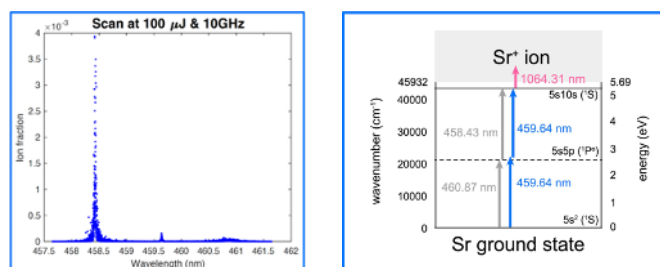 Scan at 100 μJ & 10GHz
×10⁻³
4
3.5
3
2.5
2
1.5
1
0.5
0
Ion fraction
457.5 458 458.5 459 459.5 460 460.5 461 461.5 462
Wavelength (nm)
Sr⁺ ion
1064.31 nm
45932
5.69
5s10s (¹S)
40000
30000
20000
10000
0
wavenumber (cm⁻¹)
458.43 nm
459.64 nm
5s5p (¹P°)
460.87 nm
459.64 nm
5s² (¹S)
5
4
3
2
1
0
energy (eV)
Sr ground state